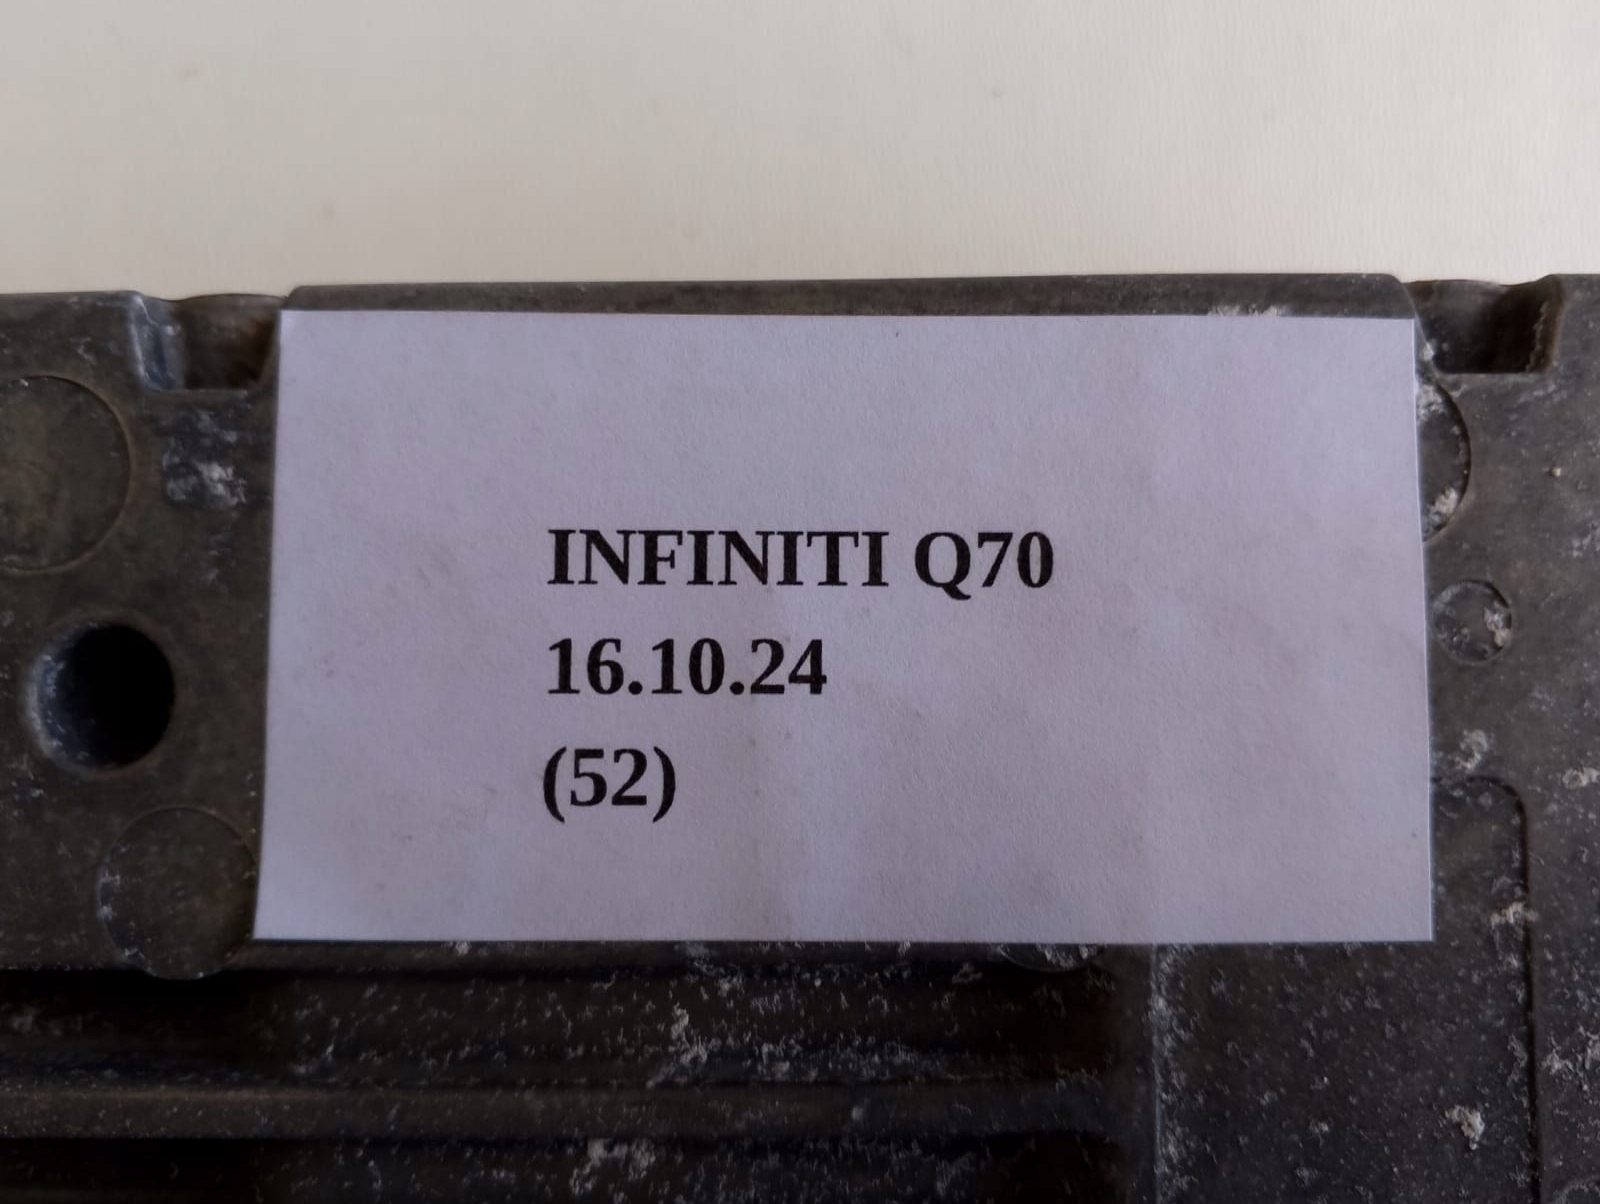 INFINITI Q70
16.10.24
(52)